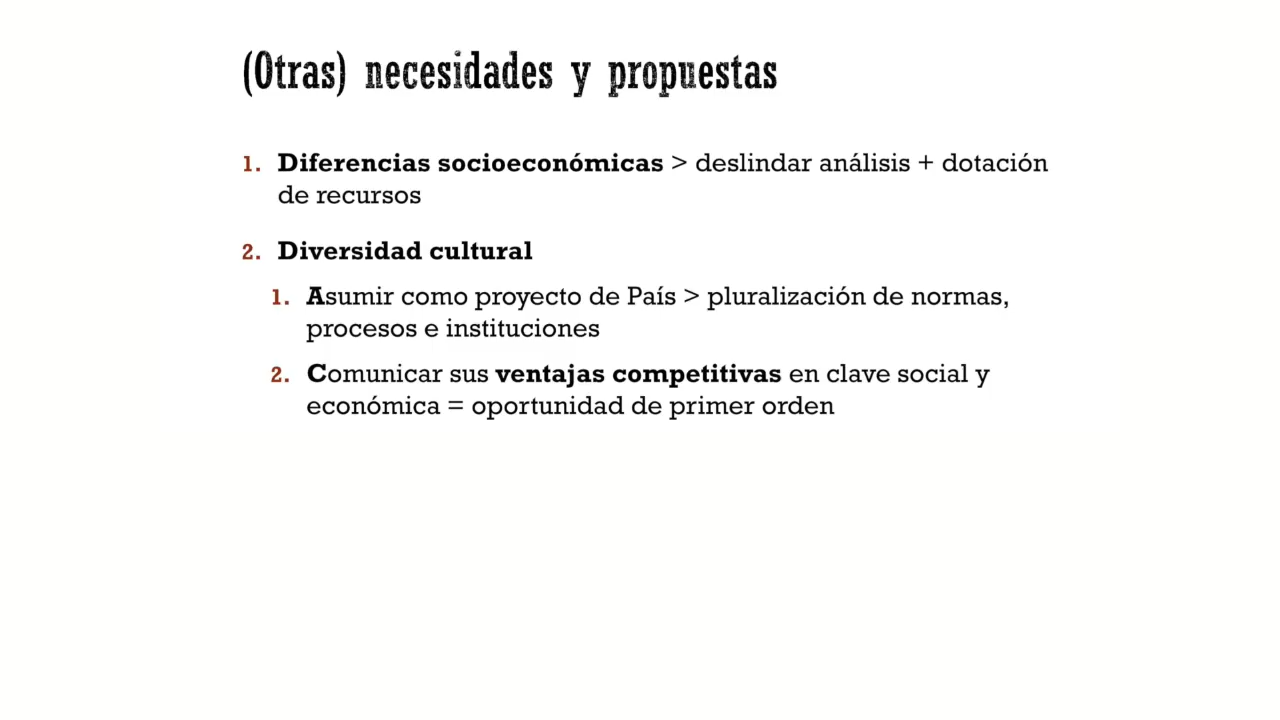 (Otras) necesidades y propuestas
1. Diferencias socioeconómicas > deslindar análisis + dotación
de recursos
2. Diversidad cultural
1. Asumir como proyecto de País > pluralización de normas,
procesos e instituciones
2. Comunicar sus ventajas competitivas en clave social y
económica = oportunidad de primer orden